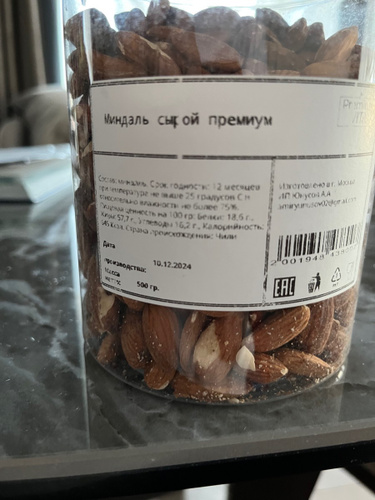 Миндаль сырой премиум
Состав: миндаль. Срок годности: 12 месяцев
при температуре не выше 25 градусов С и
относительно влажности не более 75%.
Пищевая ценность на 100 гр: Белки: 18,6 г.,
Жиры 57,7 г., Углеводы 16,2 г., Калорийность:
Страна происхождения: Чили
Дата
производства: 10.12.2024
Масса
нетто: 500 гр.
Изготовлено в г. Москва
ИП Юнусов А.А.
EAC